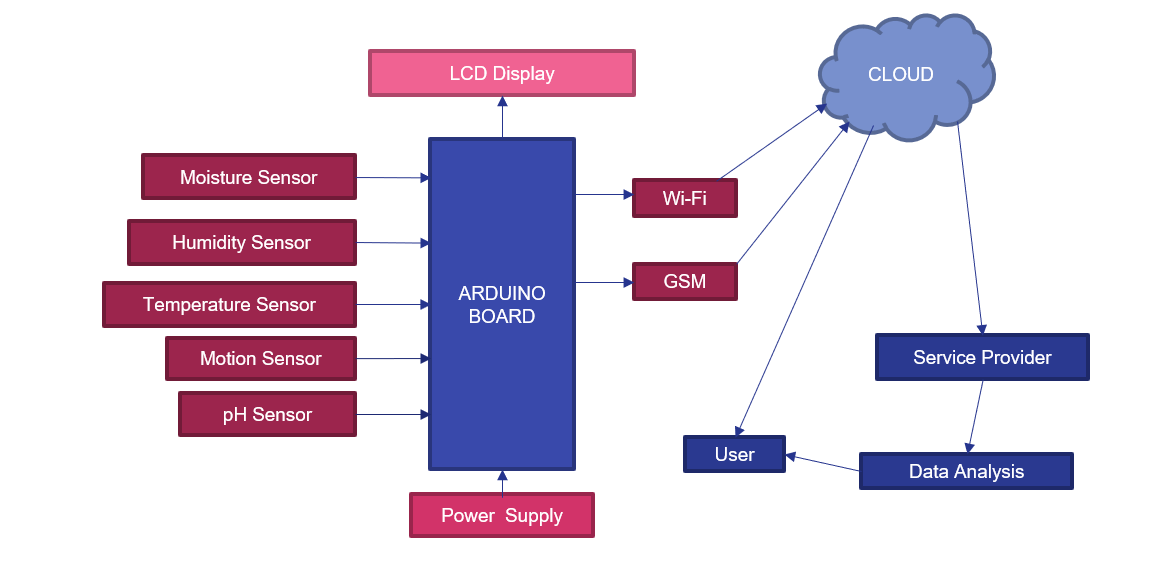 LCD Display
CLOUD
Moisture Sensor
Humidity Sensor
Temperature Sensor
Motion Sensor
pH Sensor
ARDUINO
BOARD
Wi-Fi
GSM
Service Provider
User
Data Analysis
Power  Supply